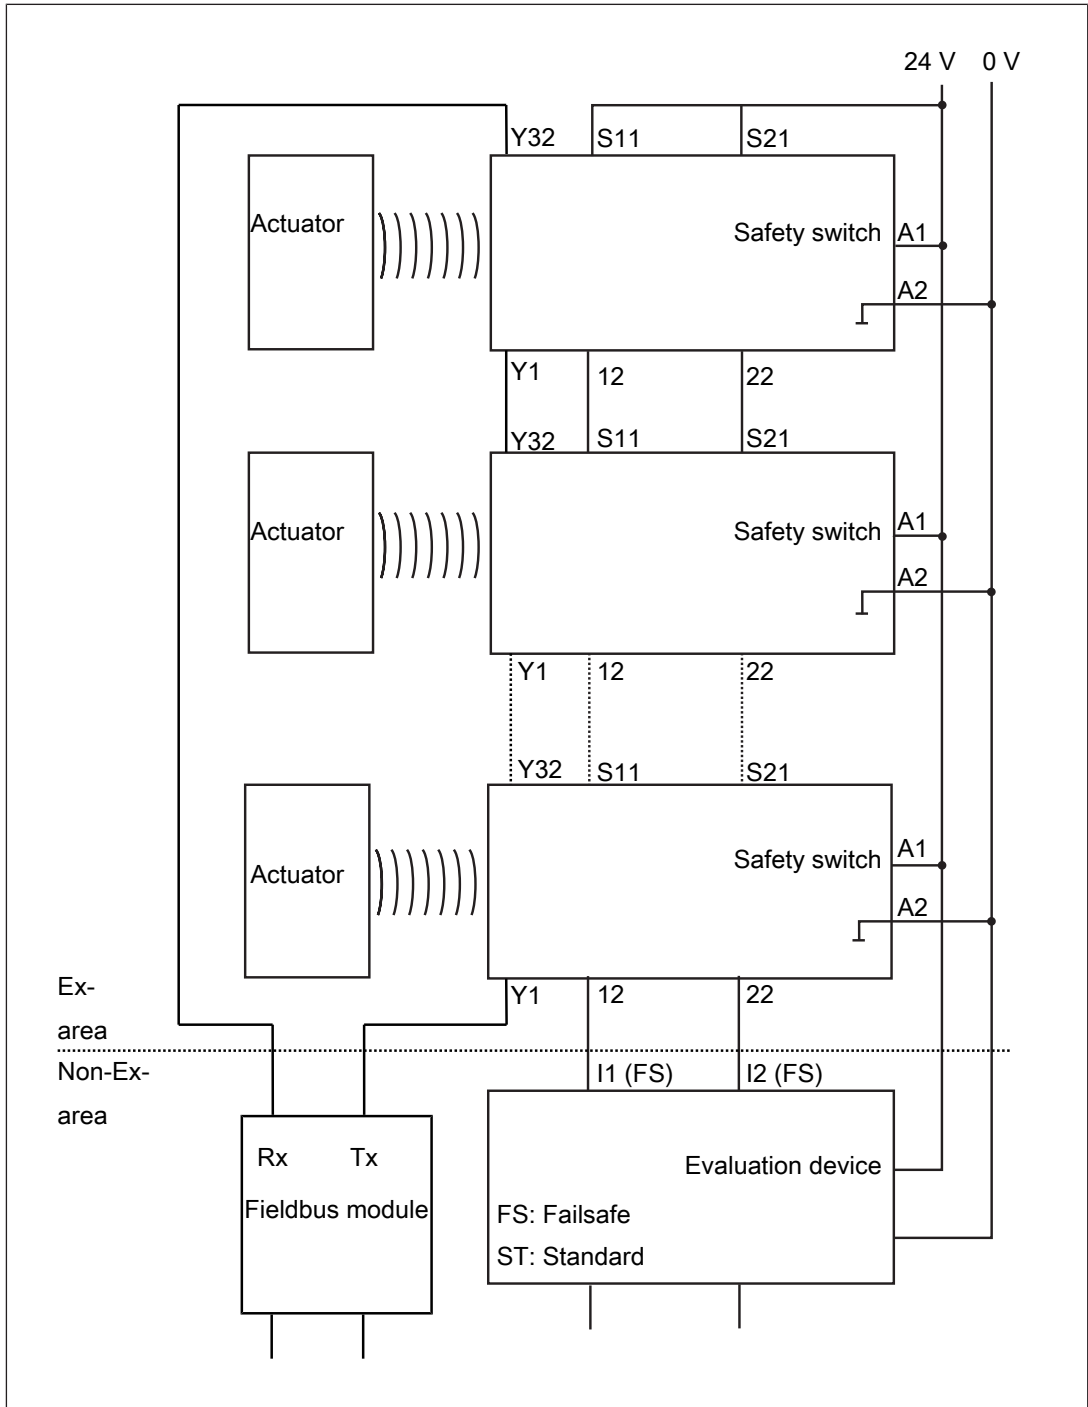 24 V 0 V
Y32 S11 S21
Actuator
Safety switch A1
A2
Y1 12 22
Y32 S11 S21
Actuator
Safety switch A1
A2
Y1 12 22
Y32 S11 S21
Actuator
Safety switch A1
A2
Ex-
area
Y1 12 22
Non-Ex-
area
I1 (FS) I2 (FS)
Rx Tx
Fieldbus module
Evaluation device
FS: Failsafe
ST: Standard